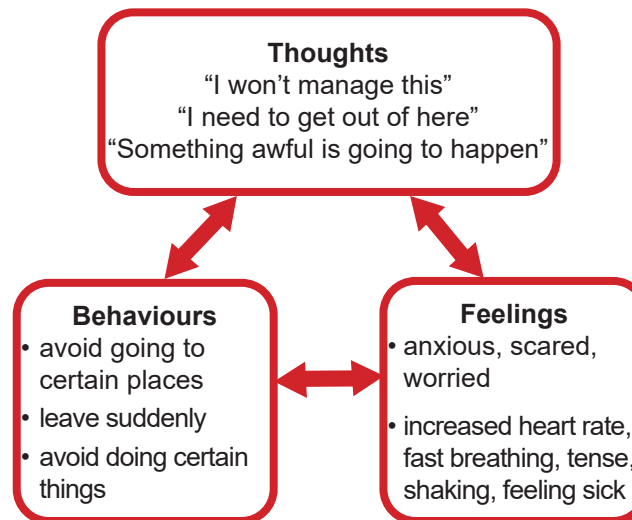 Thoughts
“I won’t manage this”
“I need to get out of here”
“Something awful is going to happen”
Behaviours
• avoid going to
certain places
• leave suddenly
• avoid doing certain
things
Feelings
• anxious, scared,
worried
• increased heart rate,
fast breathing, tense,
shaking, feeling sick